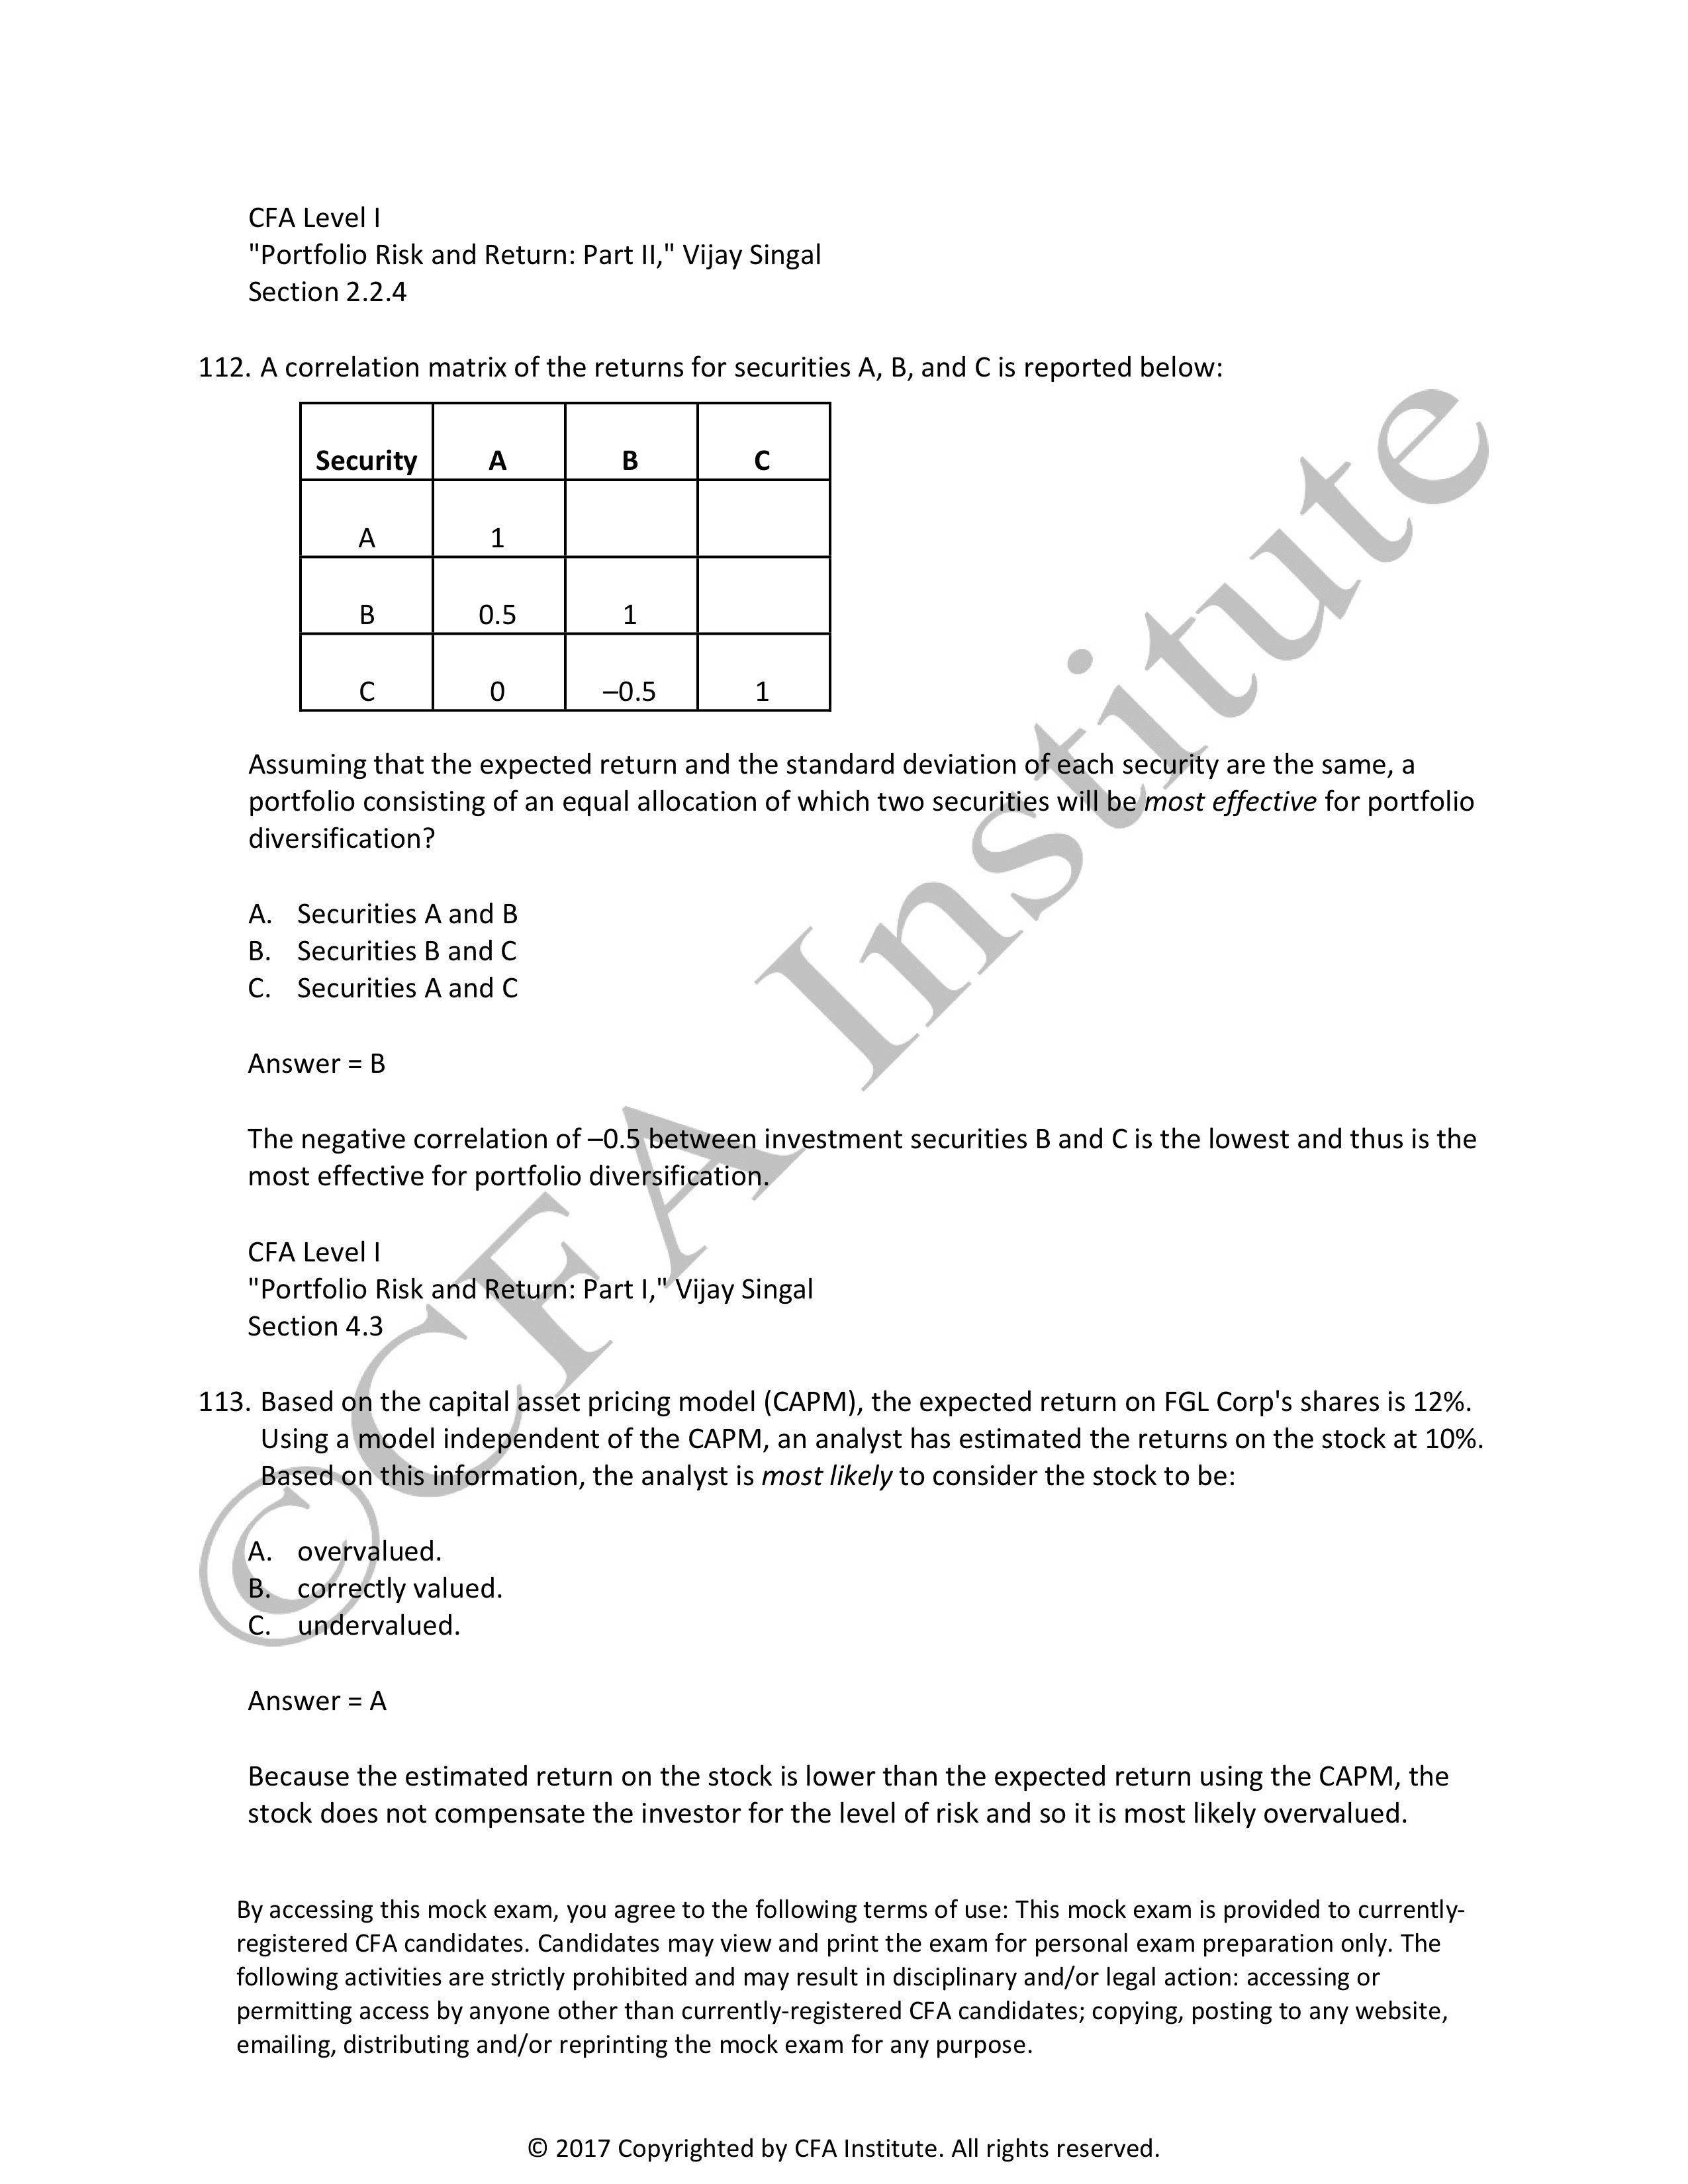 CFA Level I
"Portfolio Risk and Return: Part II," Vijay Singal
Section 2.2.4
112. A correlation matrix of the returns for securities A, B, and C is reported below:
Security A B C
A 1
B 0.5 1
C 0 –0.5 1
Assuming that the expected return and the standard deviation of each security are the same, a
portfolio consisting of an equal allocation of which two securities will be most effective for portfolio
diversification?
A. Securities A and B
B. Securities B and C
C. Securities A and C
Answer = B
The negative correlation of –0.5 between investment securities B and C is the lowest and thus is the
most effective for portfolio diversification.
CFA Level I
"Portfolio Risk and Return: Part I," Vijay Singal
Section 4.3
113. Based on the capital asset pricing model (CAPM), the expected return on FGL Corp's shares is 12%.
Using a model independent of the CAPM, an analyst has estimated the returns on the stock at 10%.
Based on this information, the analyst is most likely to consider the stock to be:
A. overvalued.
B. correctly valued.
C. undervalued.
Answer = A
Because the estimated return on the stock is lower than the expected return using the CAPM, the
stock does not compensate the investor for the level of risk and so it is most likely overvalued.
By accessing this mock exam, you agree to the following terms of use: This mock exam is provided to currently-
registered CFA candidates. Candidates may view and print the exam for personal exam preparation only. The
following activities are strictly prohibited and may result in disciplinary and/or legal action: accessing or
permitting access by anyone other than currently-registered CFA candidates; copying, posting to any website,
emailing, distributing and/or reprinting the mock exam for any purpose.
© 2017 Copyrighted by CFA Institute. All rights reserved.
© CFA Institute